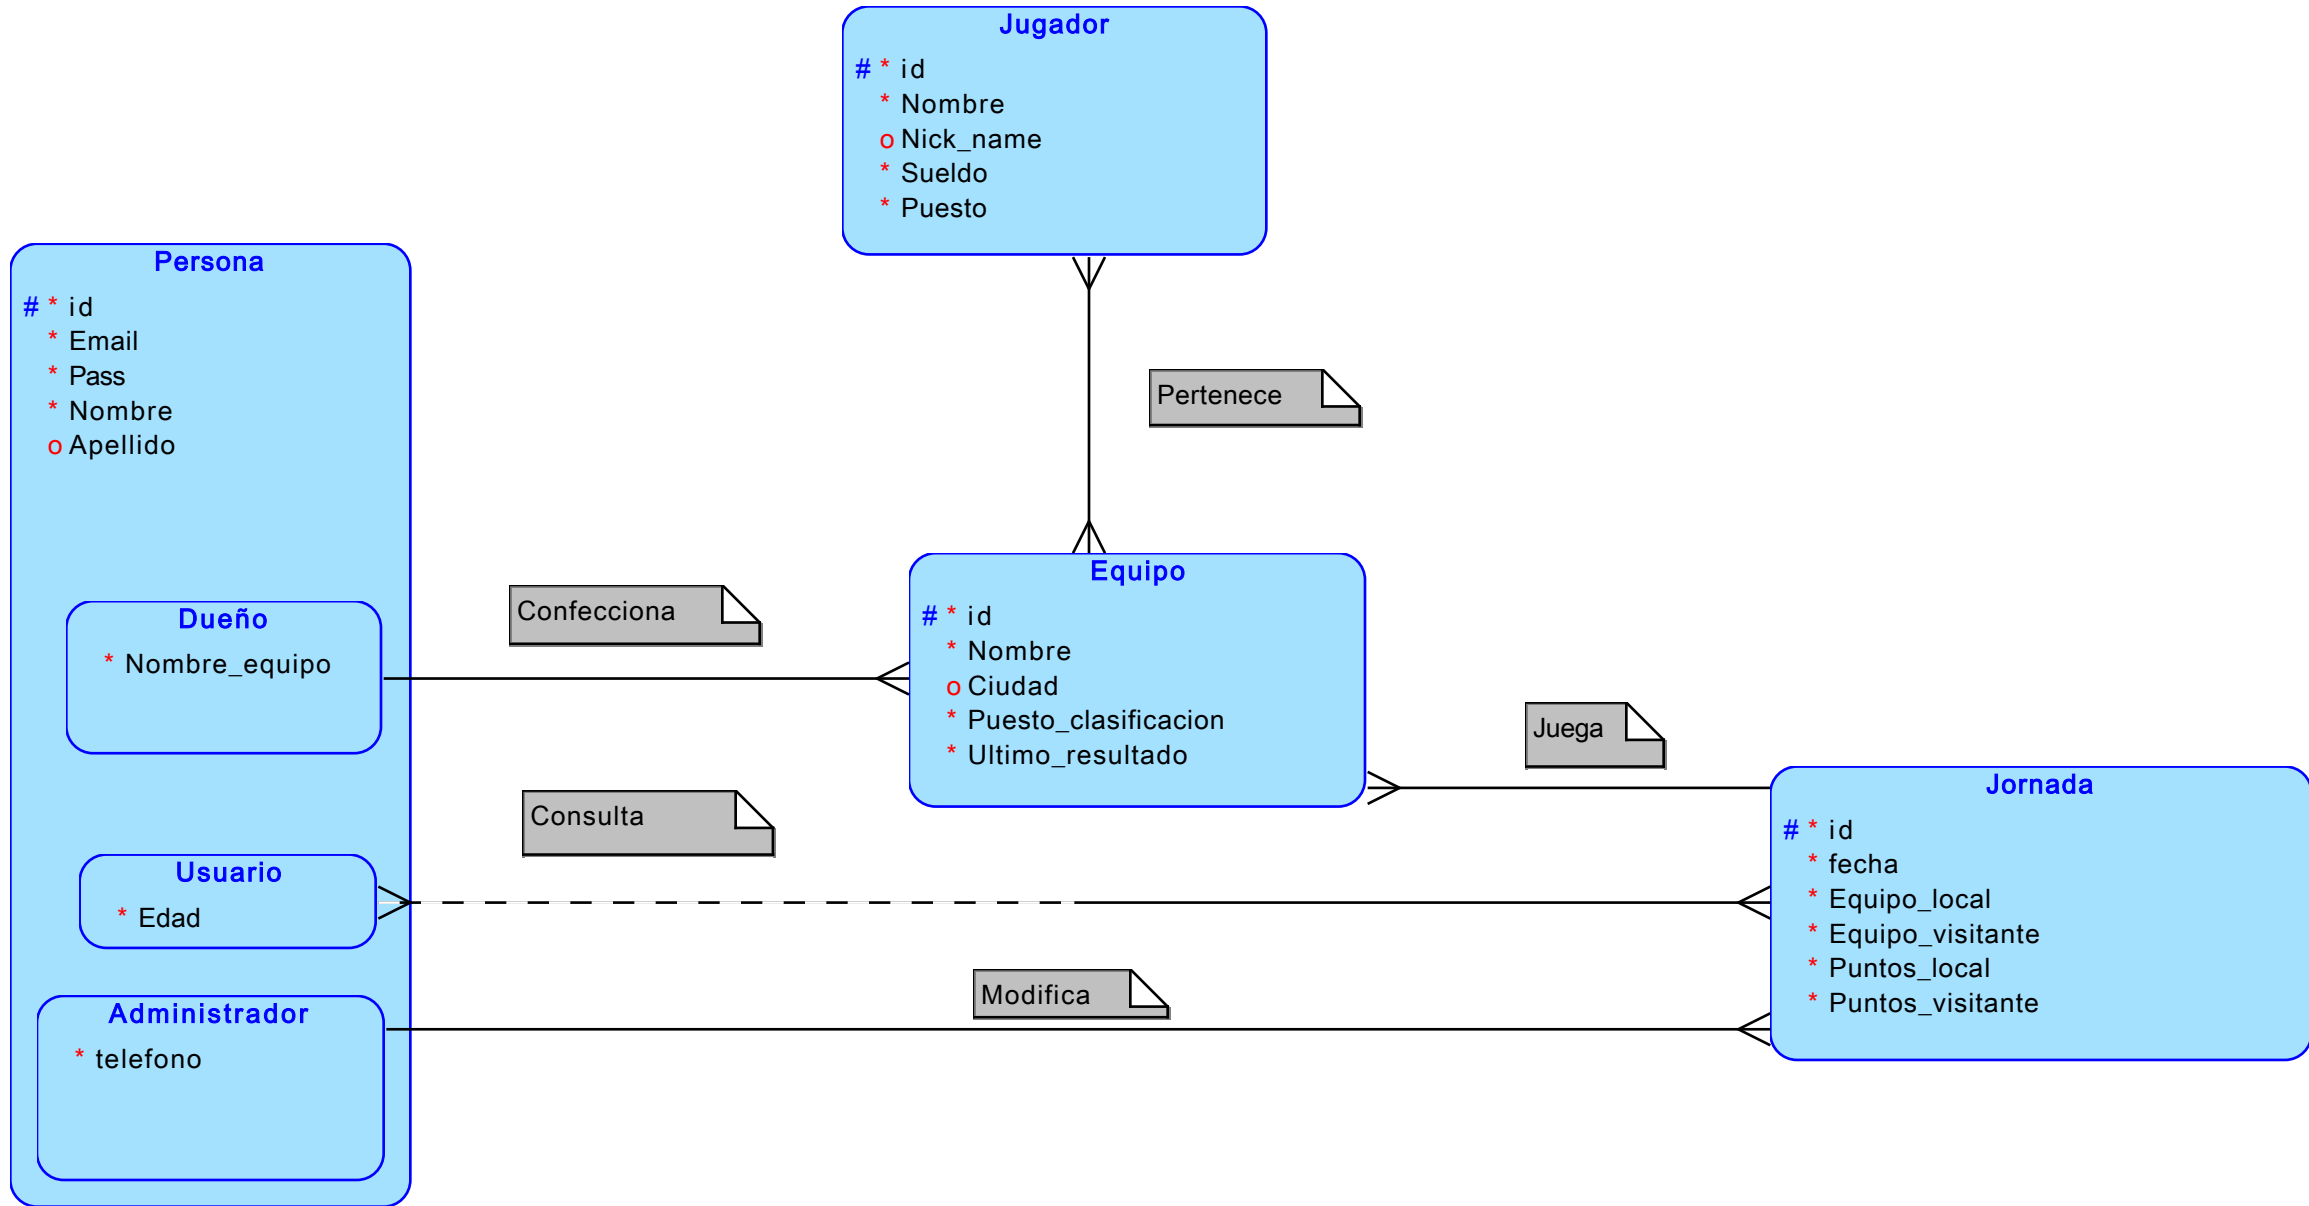 Jugador
# * id
* Nombre
o Nick_name
* Sueldo
* Puesto
Persona
# * id
* Email
* Pass
* Nombre
o Apellido
Pertenece
Dueño
* Nombre_equipo
Confecciona
Equipo
# * id
* Nombre
o Ciudad
* Puesto_clasificacion
* Ultimo_resultado
Juega
Consulta
Usuario
* Edad
Jornada
# * id
* fecha
* Equipo_local
* Equipo_visitante
* Puntos_local
* Puntos_visitante
Modifica
Administrador
* telefono